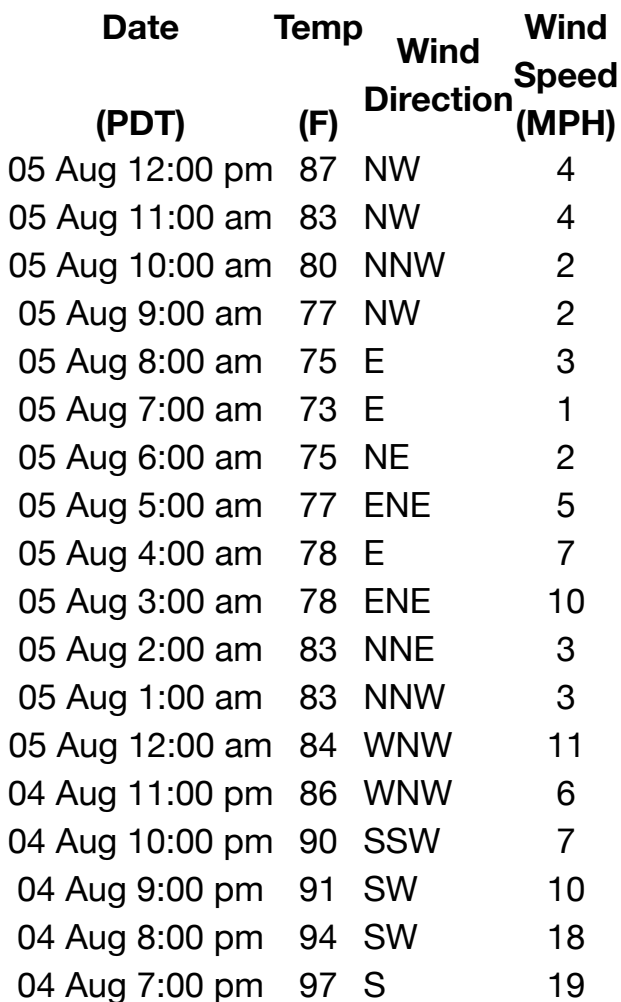 Date Temp Wind Direction Wind Speed
(PDT) (F) (MPH)
05 Aug 12:00 pm 87 NW 4
05 Aug 11:00 am 83 NW 4
05 Aug 10:00 am 80 NNW 2
05 Aug 9:00 am 77 NW 2
05 Aug 8:00 am 75 E 3
05 Aug 7:00 am 73 E 1
05 Aug 6:00 am 75 NE 2
05 Aug 5:00 am 77 ENE 5
05 Aug 4:00 am 78 E 7
05 Aug 3:00 am 78 ENE 10
05 Aug 2:00 am 83 NNE 3
05 Aug 1:00 am 83 NNW 3
05 Aug 12:00 am 84 WNW 11
04 Aug 11:00 pm 86 WNW 6
04 Aug 10:00 pm 90 SSW 7
04 Aug 9:00 pm 91 SW 10
04 Aug 8:00 pm 94 SW 18
04 Aug 7:00 pm 97 S 19